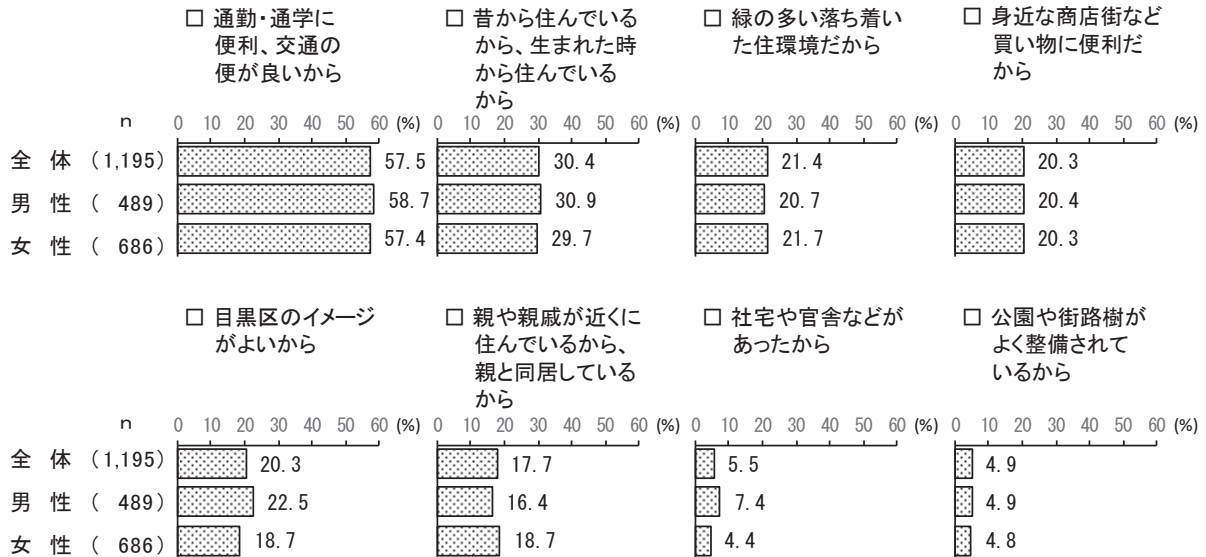 □ 通勤・通学に
便利、交通の
便が良いから
□ 昔から住んでいる
から、生まれた時
から住んでいる
から
□ 緑の多い落ち着い
た住環境だから
□ 身近な商店街など
買い物に便利だ
から
n 0 10 20 30 40 50 60 (%) 0 10 20 30 40 50 60 (%) 0 10 20 30 40 50 60 (%) 0 10 20 30 40 50 60 (%)
全 体 (1,195) 57.5 30.4 21.4 20.3
男 性 ( 489) 58.7 30.9 20.7 20.4
女 性 ( 686) 57.4 29.7 21.7 20.3
□ 目黒区のイメージ
がよいから
□ 親や親戚が近くに
住んでいるから、
親と同居している
から
□ 社宅や官舎などが
あったから
□ 公園や街路樹が
よく整備されて
いるから
n 0 10 20 30 40 50 60 (%) 0 10 20 30 40 50 60 (%) 0 10 20 30 40 50 60 (%) 0 10 20 30 40 50 60 (%)
全 体 (1,195) 20.3 17.7 5.5 4.9
男 性 ( 489) 22.5 16.4 7.4 4.9
女 性 ( 686) 18.7 18.7 4.4 4.8